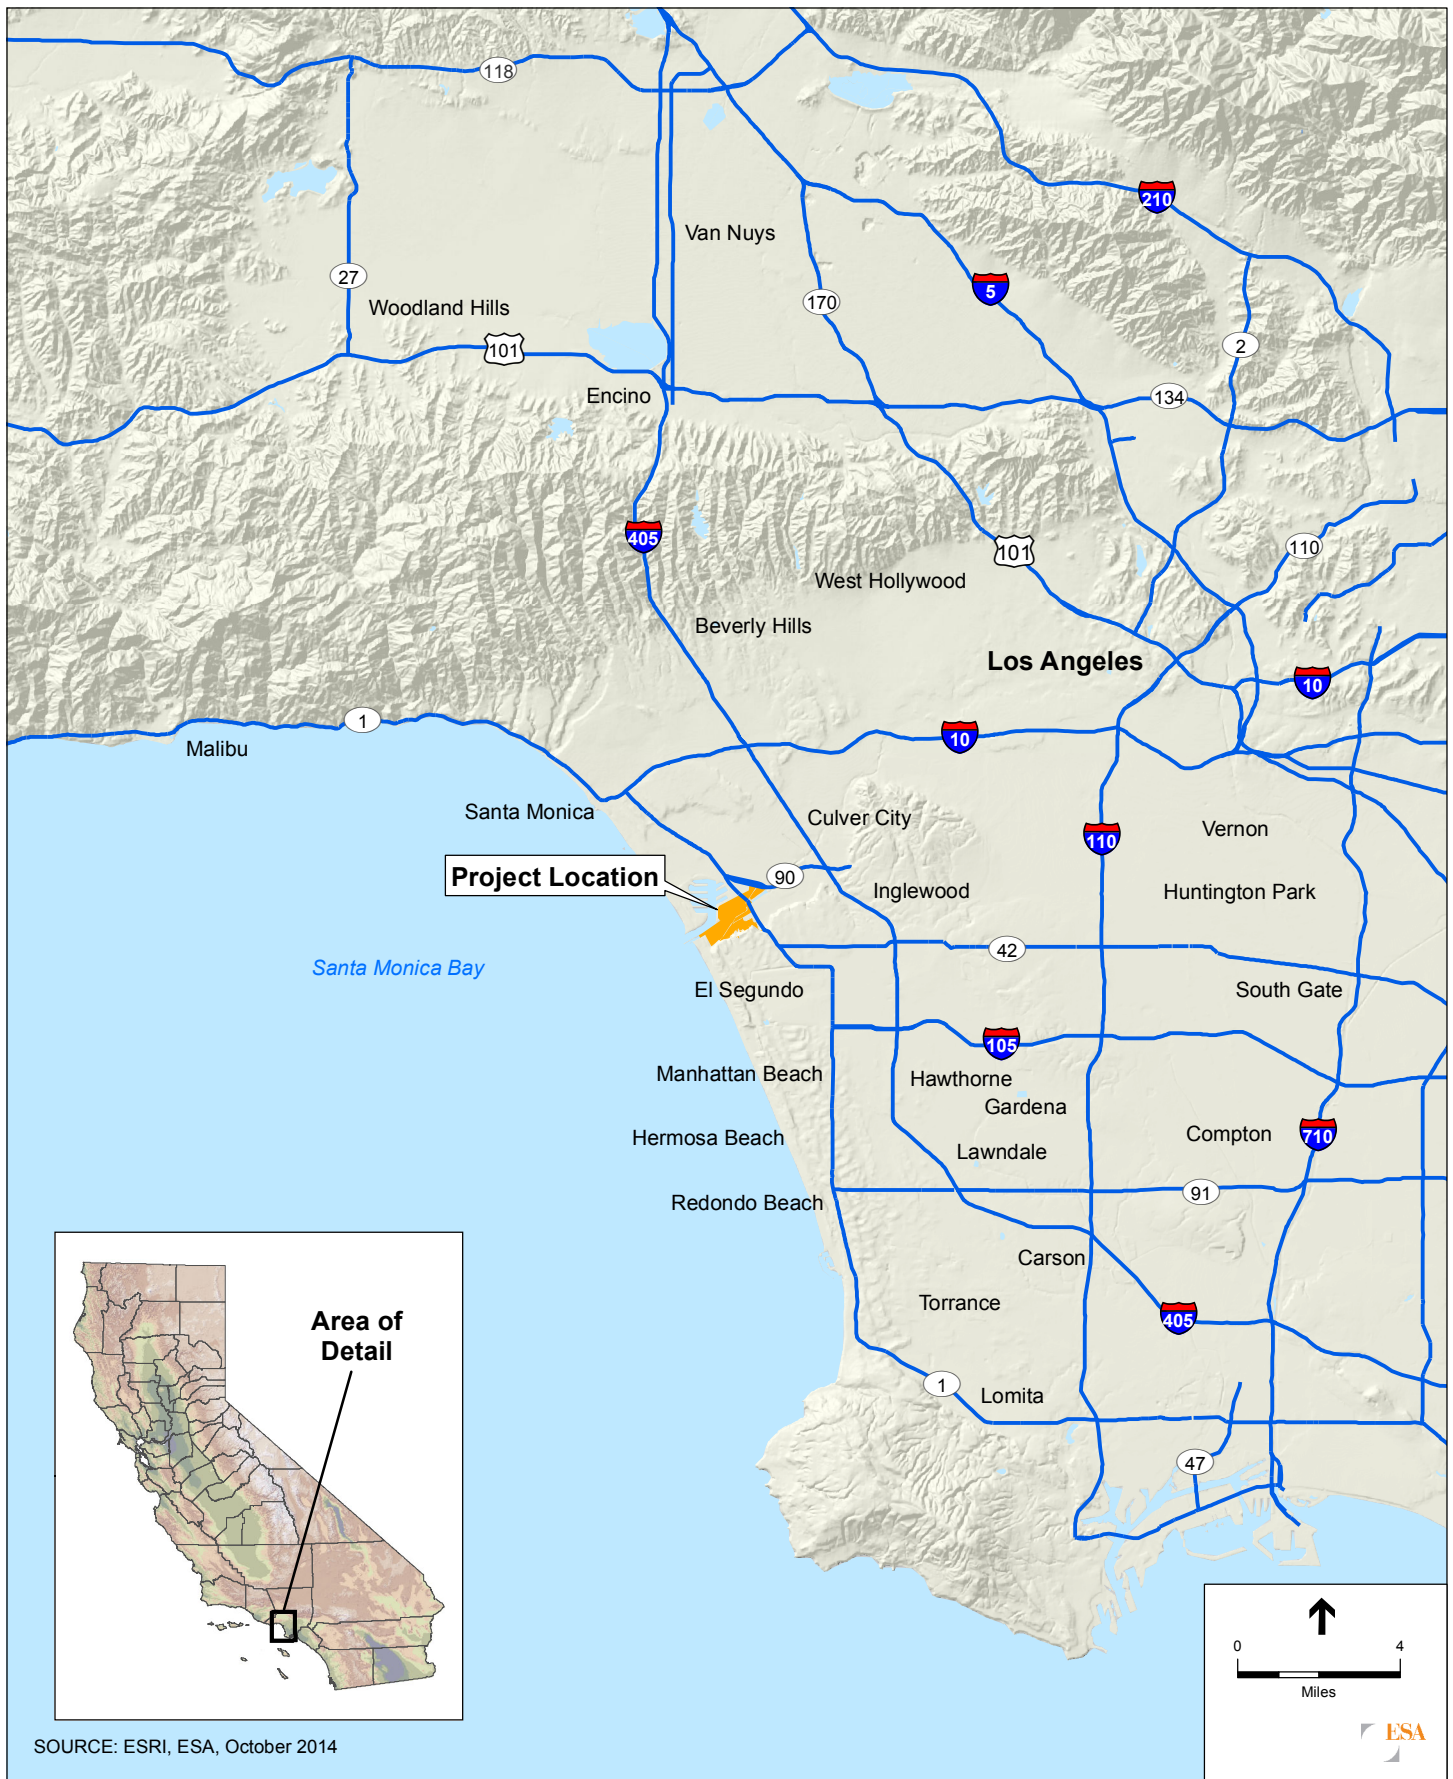 118
210
Van Nuys
27
5
170
Woodland Hills
101
2
Encino
134
405
101
110
West Hollywood
Beverly Hills
Los Angeles
10
1
10
Malibu
Santa Monica
Culver City
Vernon
110
Project Location
90
Inglewood
Huntington Park
42
Santa Monica Bay
El Segundo
South Gate
105
Manhattan Beach
Hawthorne
Gardena
Hermosa Beach
Compton
710
Lawndale
91
Redondo Beach
Carson
Torrance
405
Area of
Detail
1
Lomita
47
0
4
Miles
ESA
SOURCE: ESRI, ESA, October 2014